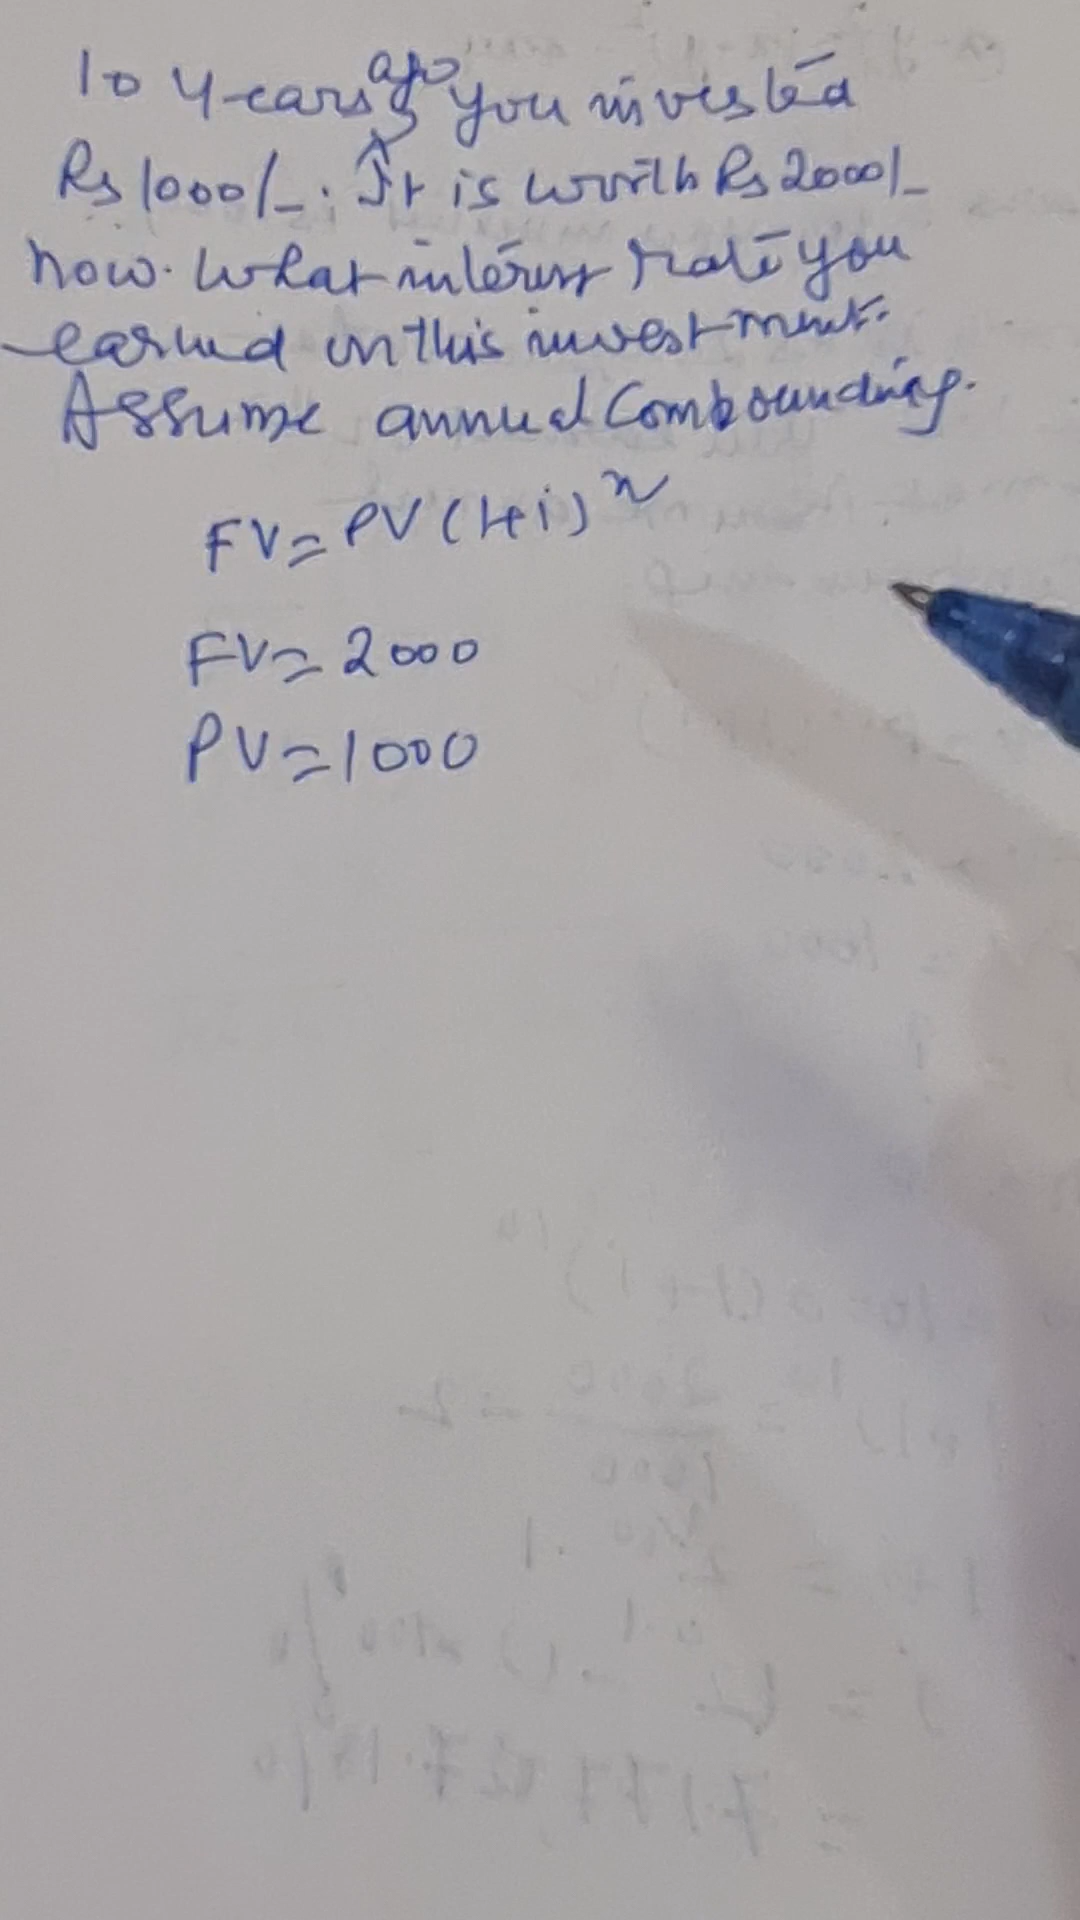 10 Years ago you invested
Rs 1000/-. It is worth Rs 2000/-
now. What interest rate you
earned on this investment.
Assume annual Compounding.
FV = PV (1+i)^n
FV = 2000
PV = 1000